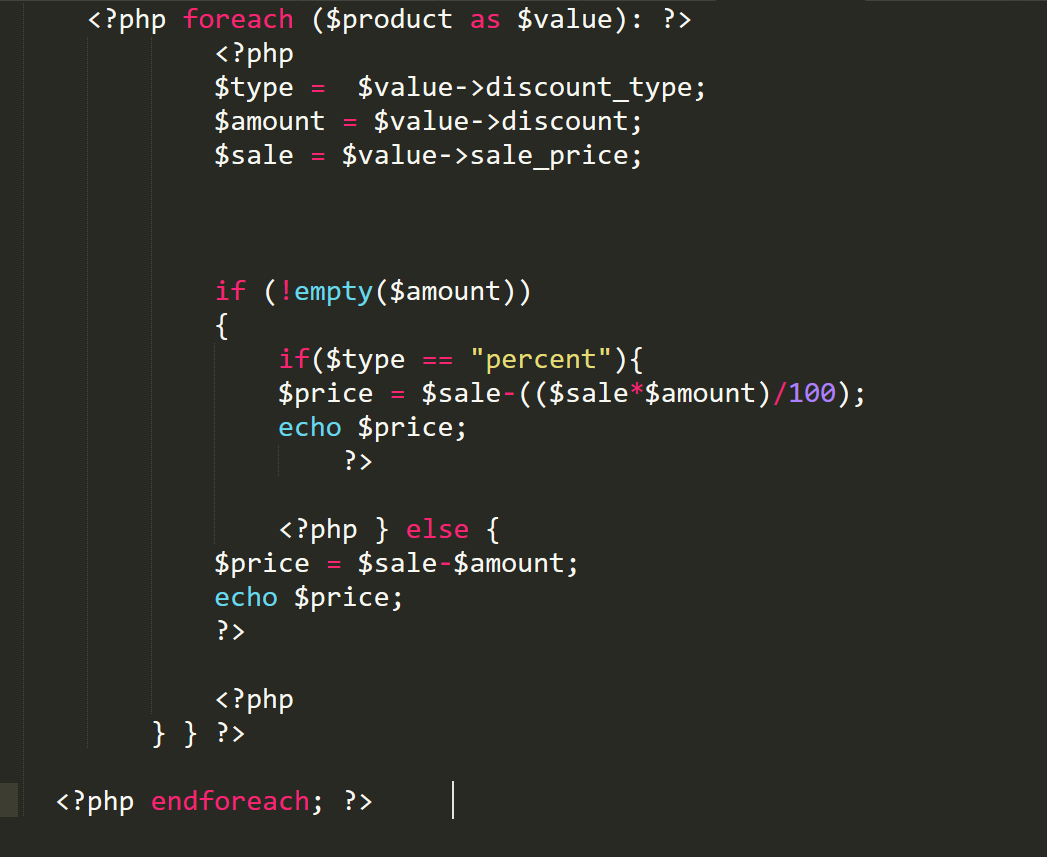 <?php foreach ($product as $value): ?>
<?php
$type =  $value->discount_type;
$amount = $value->discount;
$sale = $value->sale_price;
if (!empty($amount))
{
if($type == "percent"){
$price = $sale-(($sale*$amount)/100);
echo $price;
?>
<?php } else {
$price = $sale-$amount;
echo $price;
?>
<?php
} } ?>
<?php endforeach; ?>